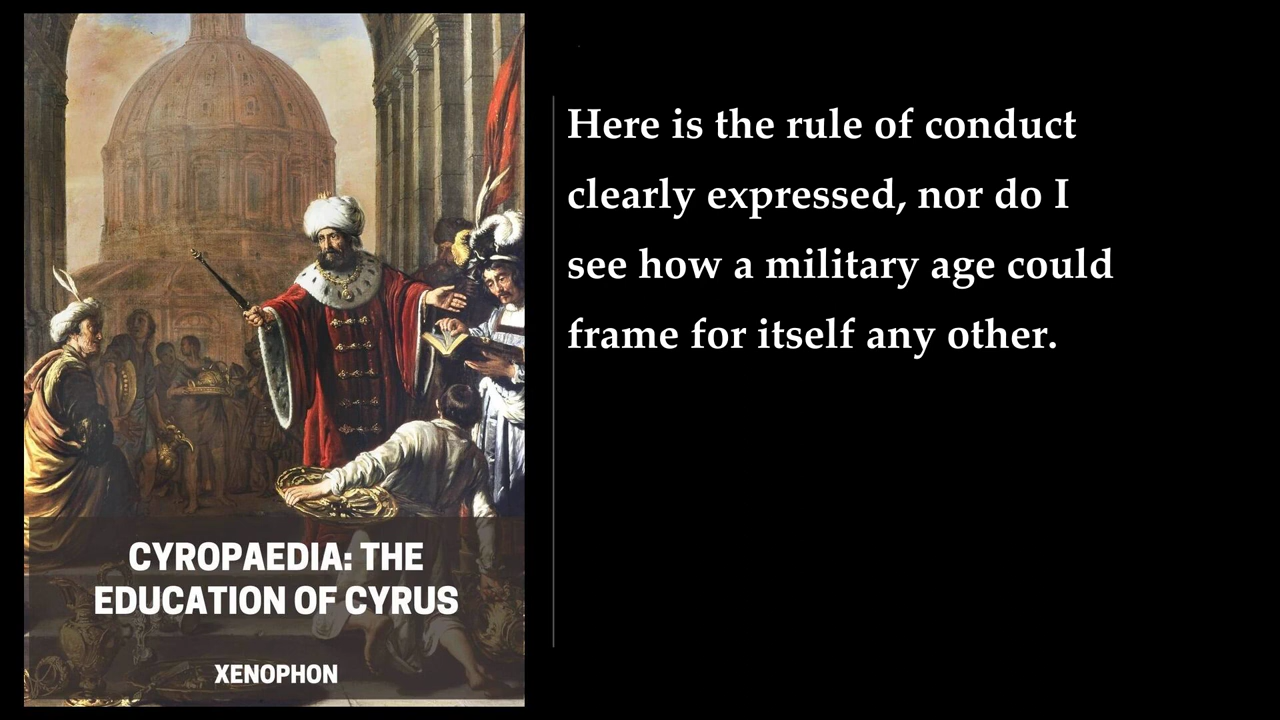 CYROPAEDIA: THE
EDUCATION OF CYRUS
XENOPHON
Here is the rule of conduct
clearly expressed, nor do I
see how a military age could
frame for itself any other.